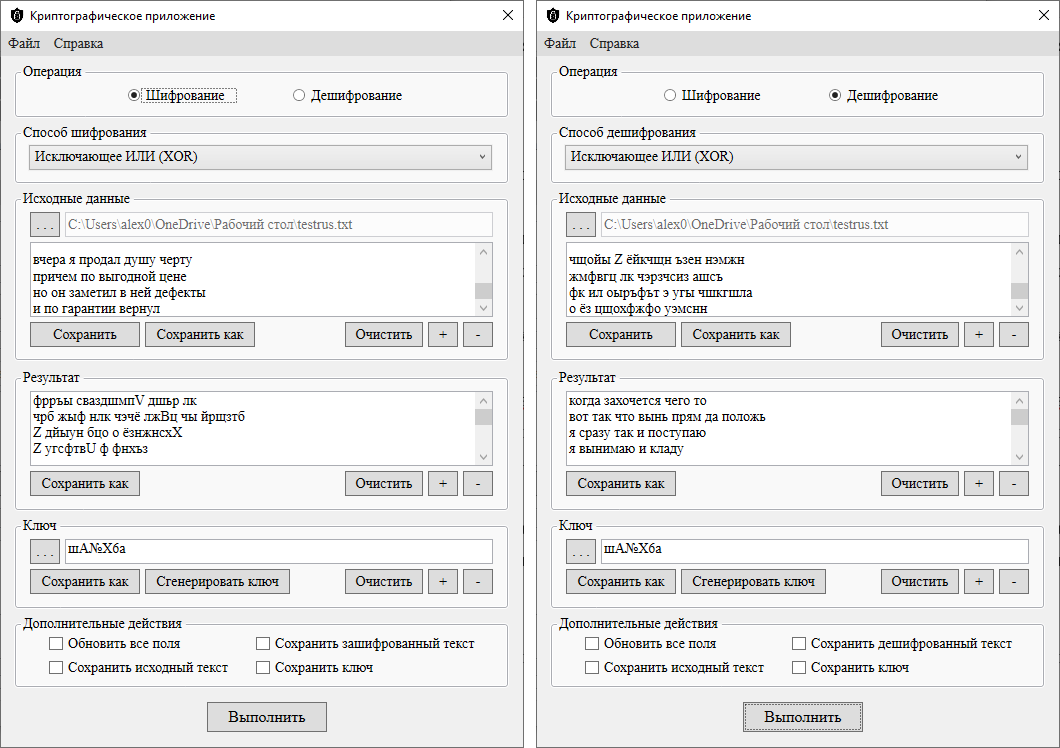 Криптографическое приложение
Файл Справка
Операция
Шифрование Дешифрование
Способ шифрования
Исключающее ИЛИ (XOR)
Исходные данные
... C:\Users\alex0\OneDrive\Рабочий стол\testrus.txt
вчера я продал душу черту
причем по выгодной цене
но он заметил в ней дефекты
и по гарантии вернул
Сохранить Сохранить как Очистить + -
Результат
фрръы сваздшмпV дшьр лк
чрб жыф нлк чэчё лжВц чы йрщзтб
Z дйыун бцо о ёзнжнсхХ
Z угсфтвU ф фнхъз
Сохранить как Очистить + -
Ключ
... шА№Х6а
Сохранить как Сгенерировать ключ Очистить + -
Дополнительные действия
Обновить все поля Сохранить зашифрованный текст
Сохранить исходный текст Сохранить ключ
Выполнить
Криптографическое приложение
Файл Справка
Операция
Шифрование Дешифрование
Способ дешифрования
Исключающее ИЛИ (XOR)
Исходные данные
... C:\Users\alex0\OneDrive\Рабочий стол\testrus.txt
чщойы Z ёйкчщн ъзен нэмжн
жмфвгц лк чэрзчсиз ашсъ
фк ил оыръфът э угы чшкгшла
о ёз цщохфжфо уэмснн
Сохранить Сохранить как Очистить + -
Результат
когда захочется чего то
вот так что вынь прям да положь
я сразу так и поступаю
я вынимаю и кладу
Сохранить как Очистить + -
Ключ
... шА№Х6а
Сохранить как Сгенерировать ключ Очистить + -
Дополнительные действия
Обновить все поля Сохранить дешифрованный текст
Сохранить исходный текст Сохранить ключ
Выполнить